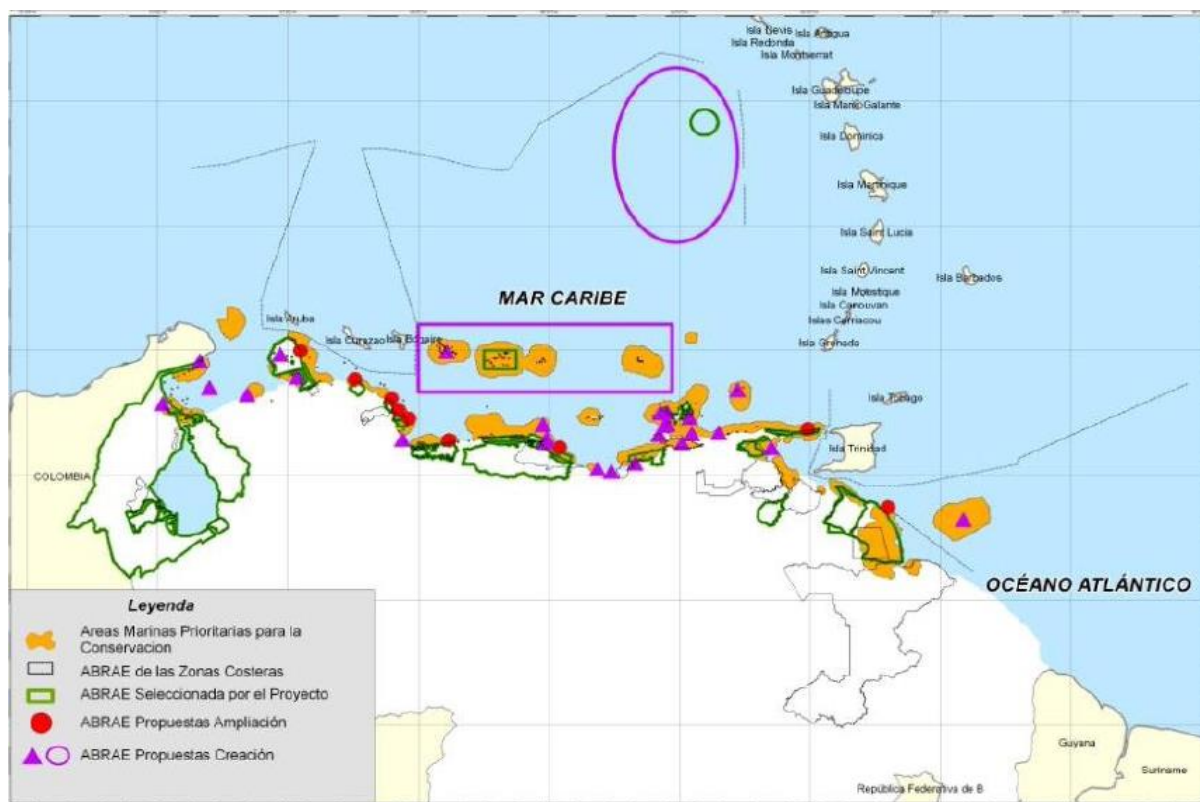 Isla Nevis
Isla Antigua
Isla Redonda
Isla Montserrat
Isla Guadeloupe
Isla Marie Galante
Isla Dominica
Isla Martinique
Isla Saint Lucia
Isla Saint Vincent
Isla Barbados
Isla Moustique
Isla Canouvan
Islas Carriacou
Isla Grenada
MAR CARIBE
Isla Aruba
Isla Curazao
Isla Bonaire
Isla Tobago
Isla Trinidad
COLOMBIA
OCÉANO ATLÁNTICO
Leyenda
Areas Marinas Prioritarias para la
Conservacion
ABRAE de las Zonas Costeras
ABRAE Seleccionada por el Proyecto
ABRAE Propuestas Ampliación
ABRAE Propuestas Creación
Guyana
Suriname
República Federativa de B